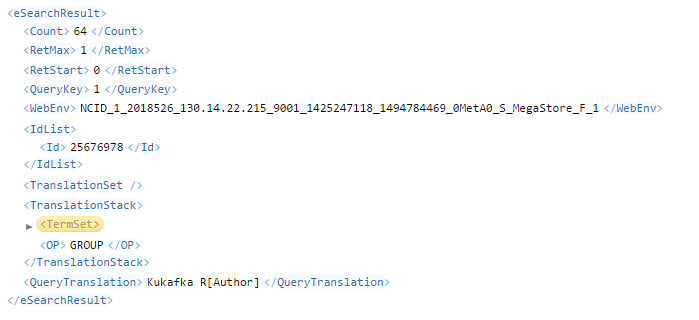 <eSearchResult>
<Count> 64 </Count>
<RetMax> 1 </RetMax>
<RetStart> 0 </RetStart>
<QueryKey> 1 </QueryKey>
<WebEnv> NCID_1_2018526_130.14.22.215_9001_1425247118_1494784469_0MetA0_S_MegaStore_F_1 </WebEnv>
<IdList>
<Id> 25676978 </Id>
</IdList>
<TranslationSet />
<TranslationStack>
<TermSet>
<OP> GROUP </OP>
</TranslationStack>
<QueryTranslation> Kukafka R[Author] </QueryTranslation>
</eSearchResult>